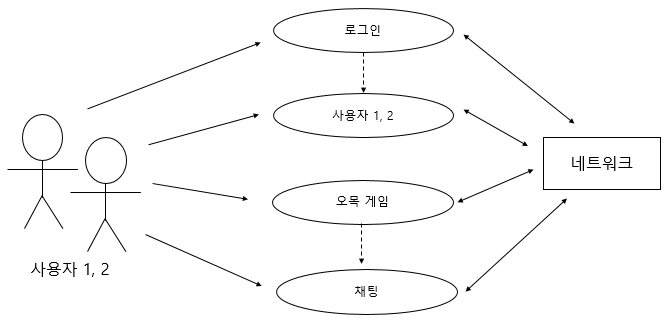 로그인
사용자 1, 2
네트워크
오목 게임
사용자 1, 2
채팅